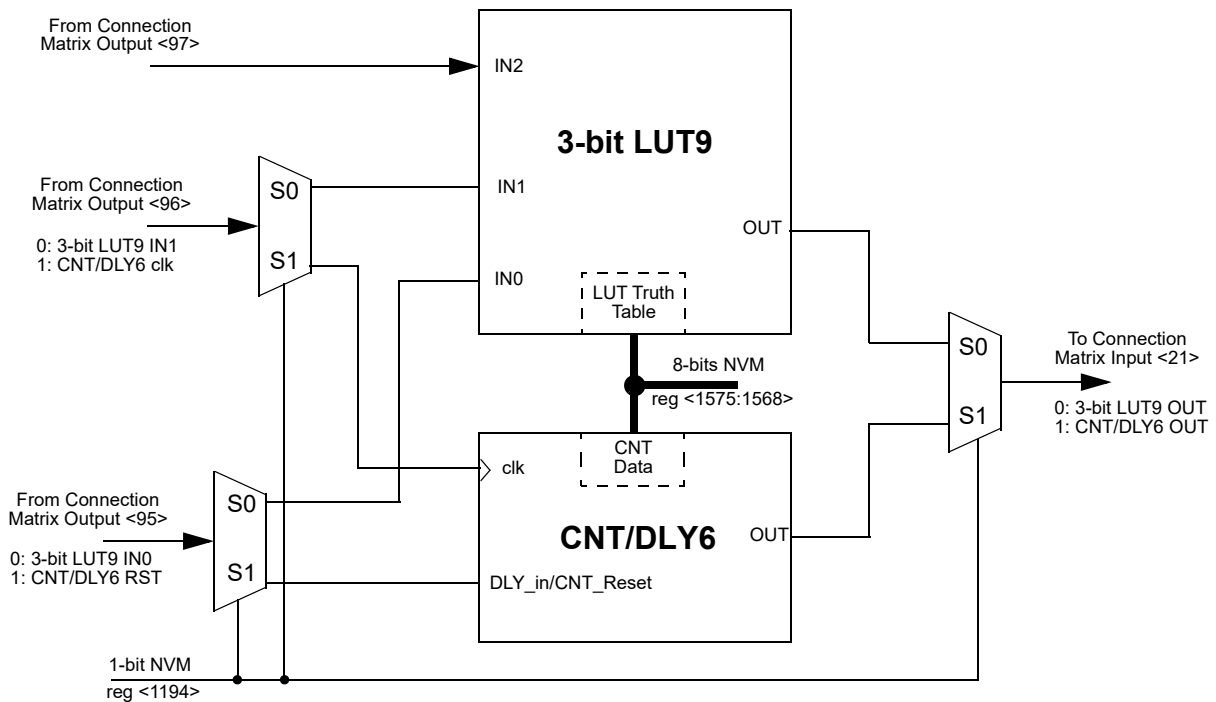 From Connection
Matrix Output <97>
IN2
3-bit LUT9
From Connection
Matrix Output <96>
0: 3-bit LUT9 IN1
1: CNT/DLY6 clk
S0
S1
IN1
OUT
IN0
LUT Truth
Table
8-bits NVM
reg <1575:1568>
S0
S1
To Connection
Matrix Input <21>
0: 3-bit LUT9 OUT
1: CNT/DLY6 OUT
CNT
Data
clk
From Connection
Matrix Output <95>
0: 3-bit LUT9 IN0
1: CNT/DLY6 RST
S0
S1
CNT/DLY6
OUT
DLY_in/CNT_Reset
1-bit NVM
reg <1194>